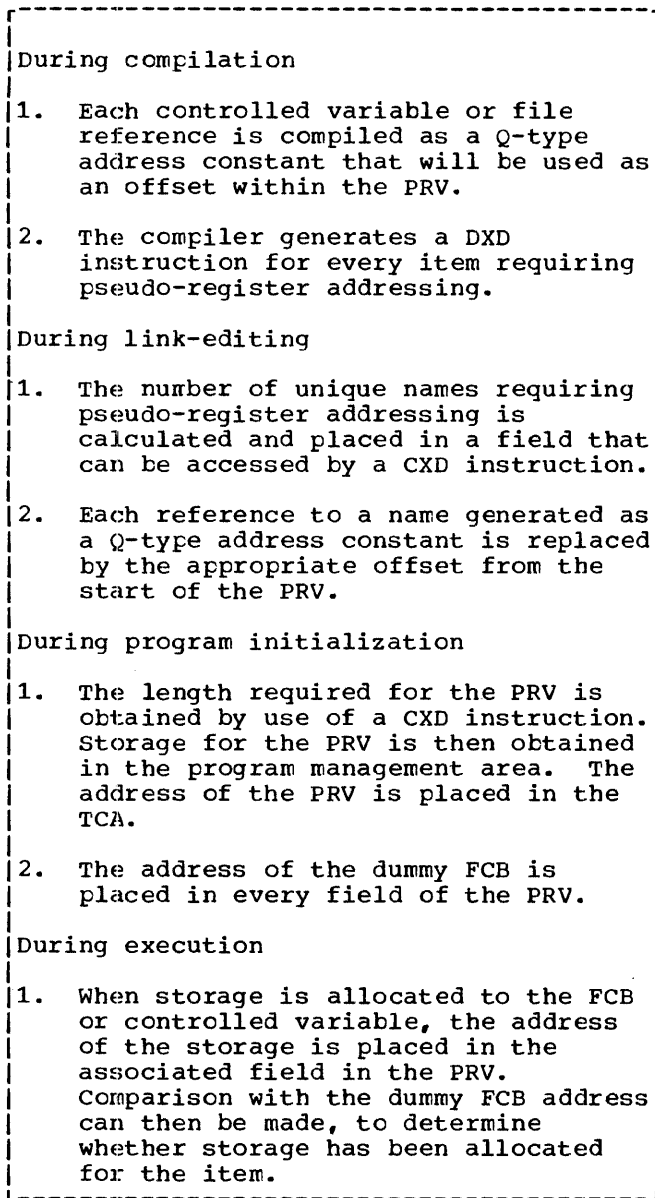 During compilation
1. Each controlled variable or file
reference is compiled as a Q-type
address constant that will be used as
an offset within the PRV.
2. The compiler generates a DXD
instruction for every item requiring
pseudo-register addressing.
During link-editing
1. The number of unique names requiring
pseudo-register addressing is
calculated and placed in a field that
can be accessed by a CXD instruction.
2. Each reference to a name generated as
a Q-type address constant is replaced
by the appropriate offset from the
start of the PRV.
During program initialization
1. The length required for the PRV is
obtained by use of a CXD instruction.
Storage for the PRV is then obtained
in the program management area. The
address of the PRV is placed in the
TCA.
2. The address of the dummy FCB is
placed in every field of the PRV.
During execution
1. When storage is allocated to the FCB
or controlled variable, the address
of the storage is placed in the
associated field in the PRV.
Comparison with the dummy FCB address
can then be made, to determine
whether storage has been allocated
for the item.